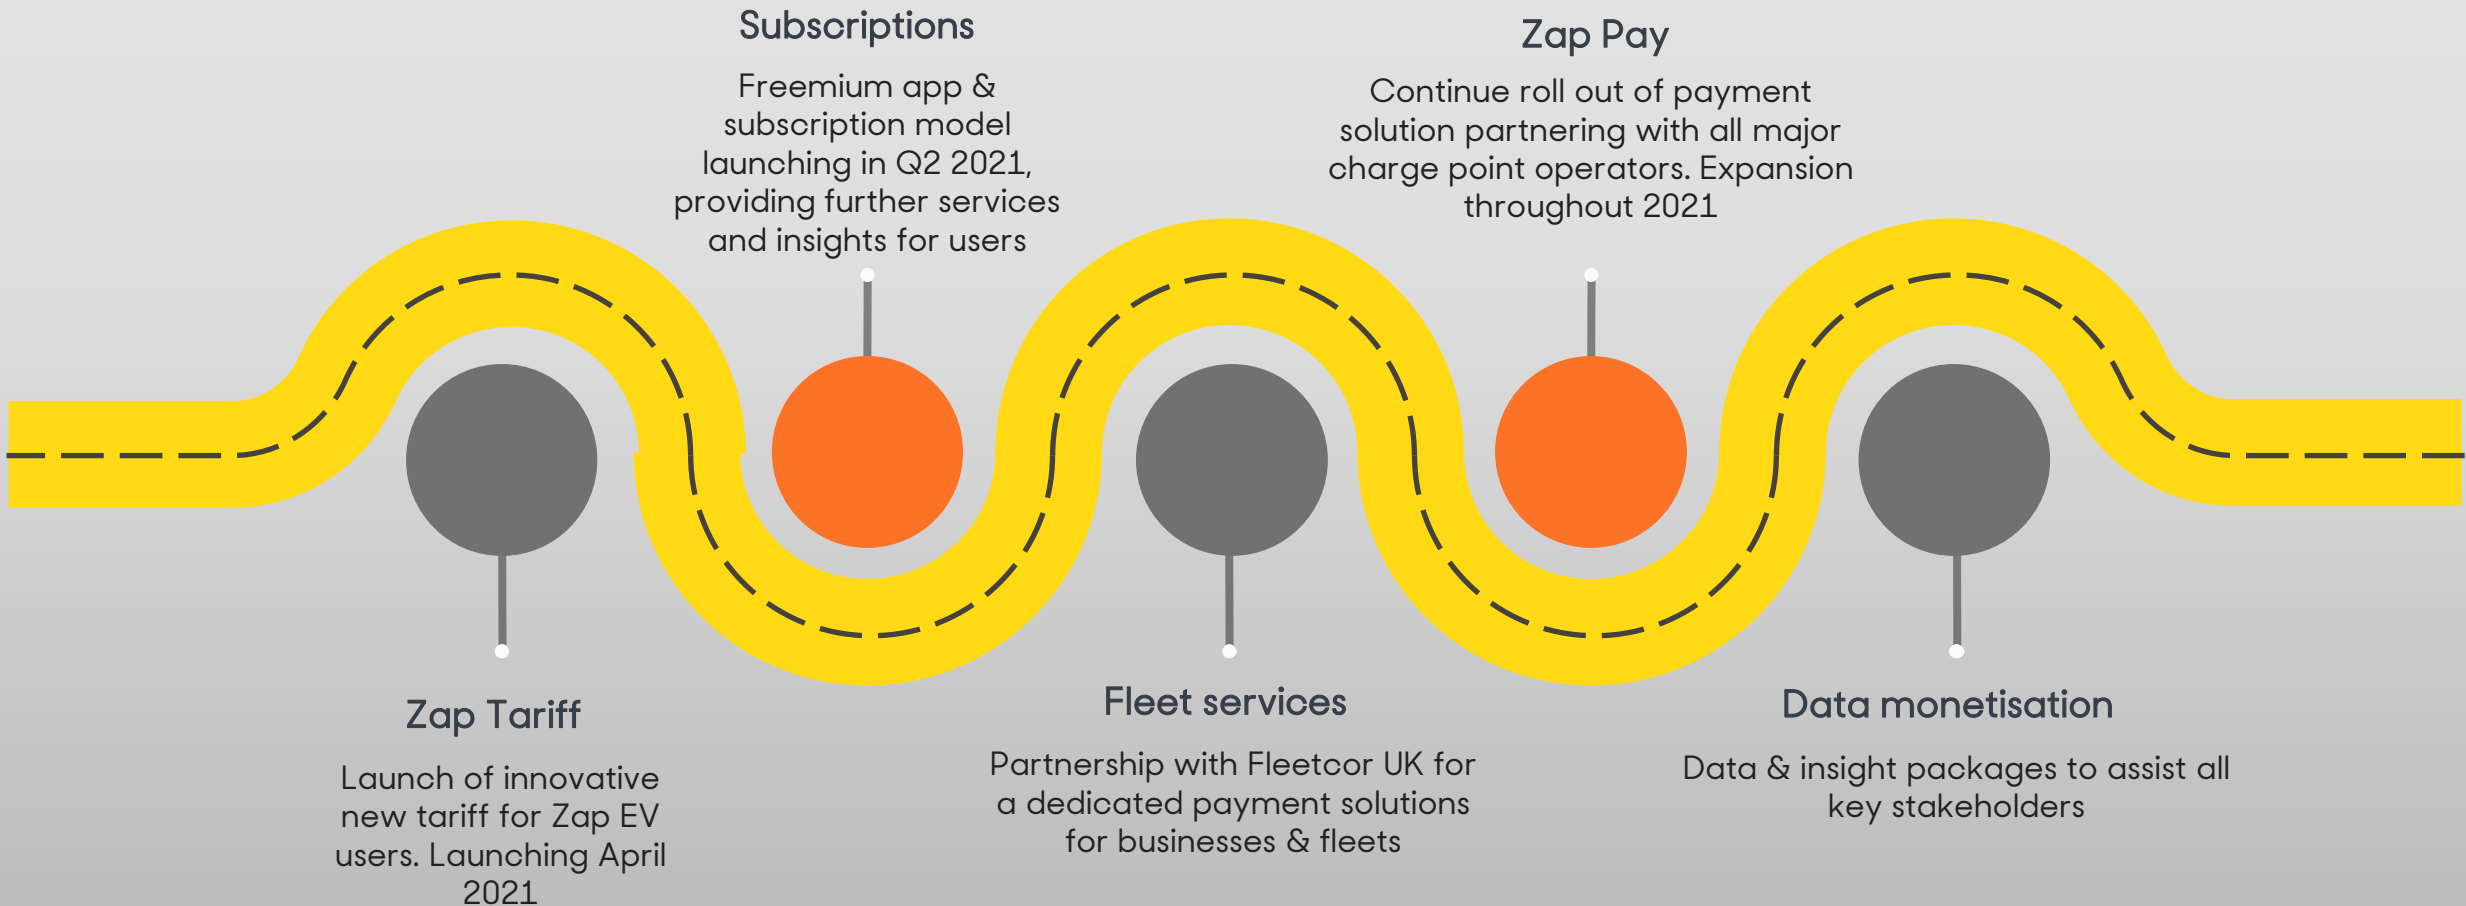 Subscriptions
Freemium app &
subscription model
launching in Q2 2021,
providing further services
and insights for users
Zap Pay
Continue roll out of payment
solution partnering with all major
charge point operators. Expansion
throughout 2021
Zap Tariff
Launch of innovative
new tariff for Zap EV
users. Launching April
2021
Fleet services
Partnership with Fleetcor UK for
a dedicated payment solutions
for businesses & fleets
Data monetisation
Data & insight packages to assist all
key stakeholders